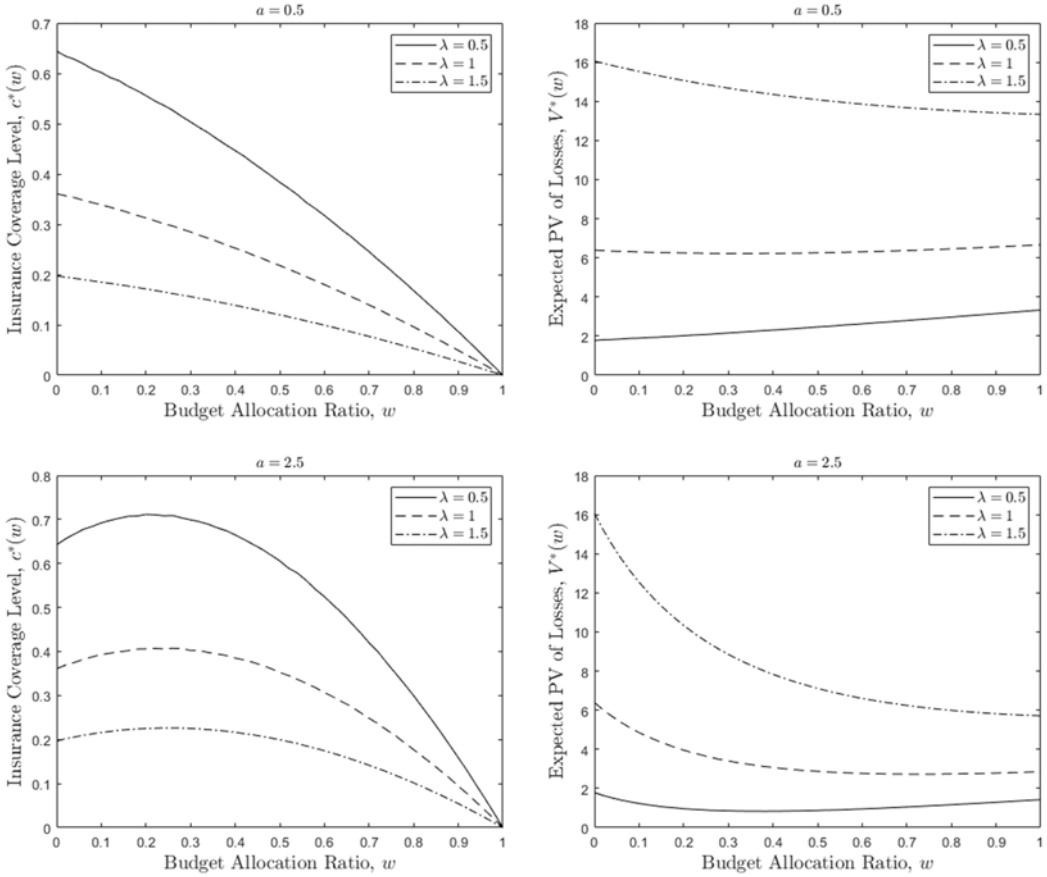 a = 0.5
Insurance Coverage Level, c*(w)
0.7
0.6
0.5
0.4
0.3
0.2
0.1
0
λ = 0.5
λ = 1
λ = 1.5
0 0.1 0.2 0.3 0.4 0.5 0.6 0.7 0.8 0.9 1
Budget Allocation Ratio, w
a = 0.5
Expected PV of Losses, V*(w)
18
16
14
12
10
8
6
4
2
0
λ = 0.5
λ = 1
λ = 1.5
0 0.1 0.2 0.3 0.4 0.5 0.6 0.7 0.8 0.9 1
Budget Allocation Ratio, w
a = 2.5
Insurance Coverage Level, c*(w)
0.8
0.7
0.6
0.5
0.4
0.3
0.2
0.1
0
λ = 0.5
λ = 1
λ = 1.5
0 0.1 0.2 0.3 0.4 0.5 0.6 0.7 0.8 0.9 1
Budget Allocation Ratio, w
a = 2.5
Expected PV of Losses, V*(w)
18
16
14
12
10
8
6
4
2
0
λ = 0.5
λ = 1
λ = 1.5
0 0.1 0.2 0.3 0.4 0.5 0.6 0.7 0.8 0.9 1
Budget Allocation Ratio, w